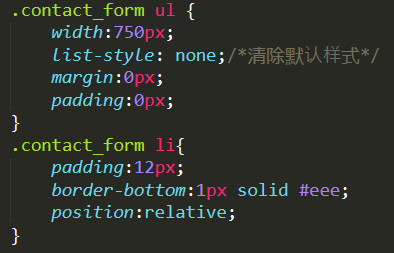 .contact_form ul {
width:750px;
list-style: none;/*清除默认样式*/
margin:0px;
padding:0px;
}
.contact_form li{
padding:12px;
border-bottom:1px solid #eee;
position:relative;
}